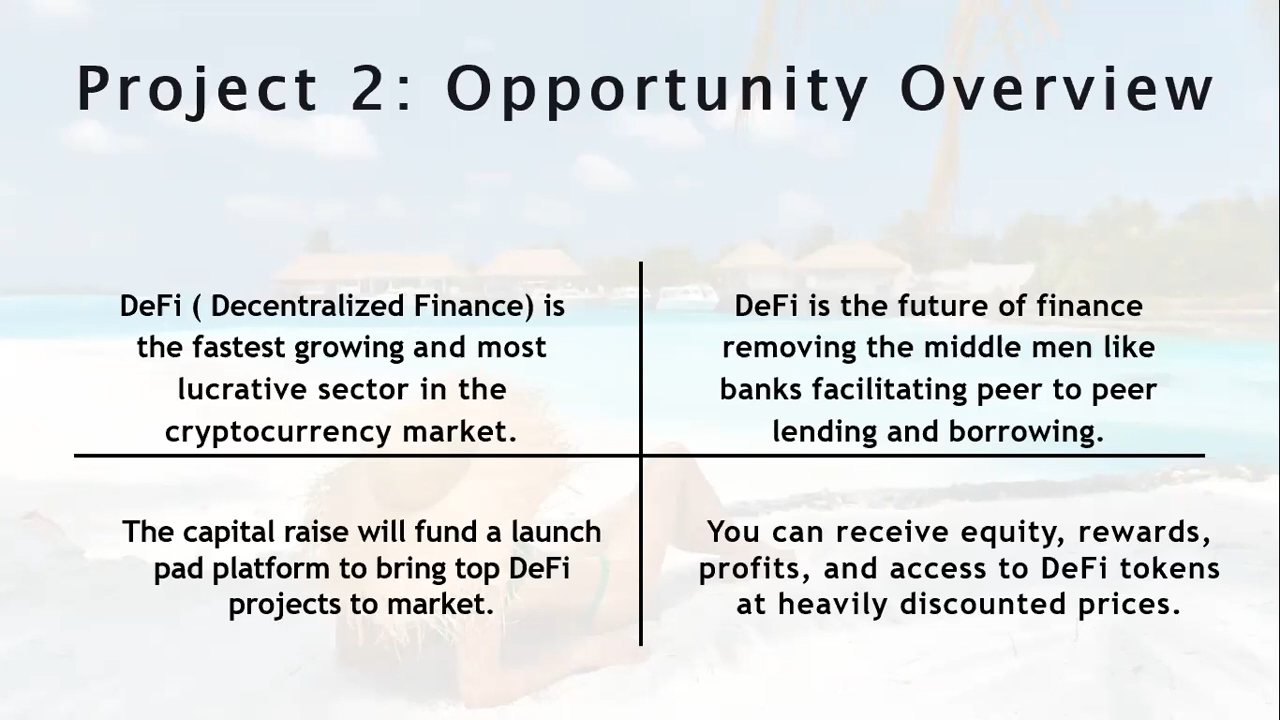 Project 2: Opportunity Overview
DeFi ( Decentralized Finance) is
the fastest growing and most
lucrative sector in the
cryptocurrency market.
DeFi is the future of finance
removing the middle men like
banks facilitating peer to peer
lending and borrowing.
The capital raise will fund a launch
pad platform to bring top DeFi
projects to market.
You can receive equity, rewards,
profits, and access to DeFi tokens
at heavily discounted prices.